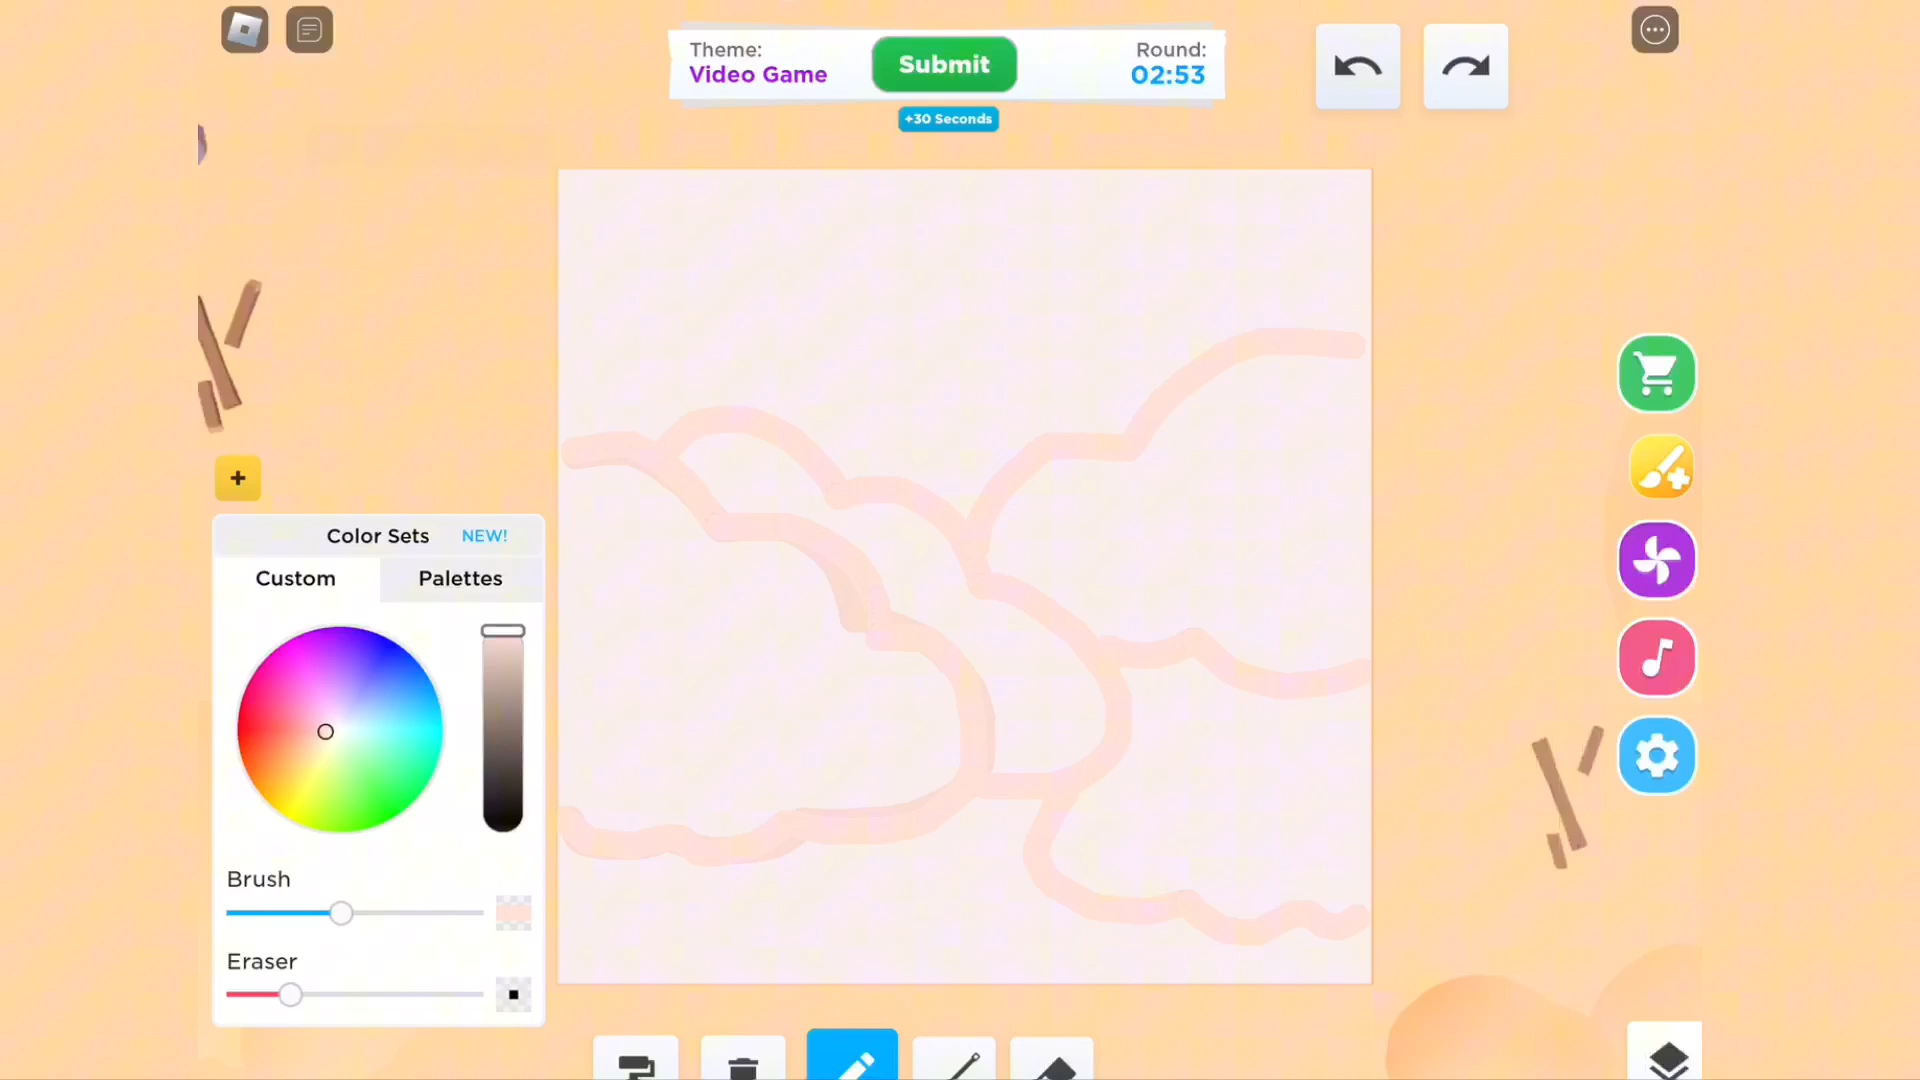 Theme:
Video Game
Submit
Round:
02:53
+30 Seconds
+
Color Sets NEW!
Custom
Palettes
Brush
Eraser